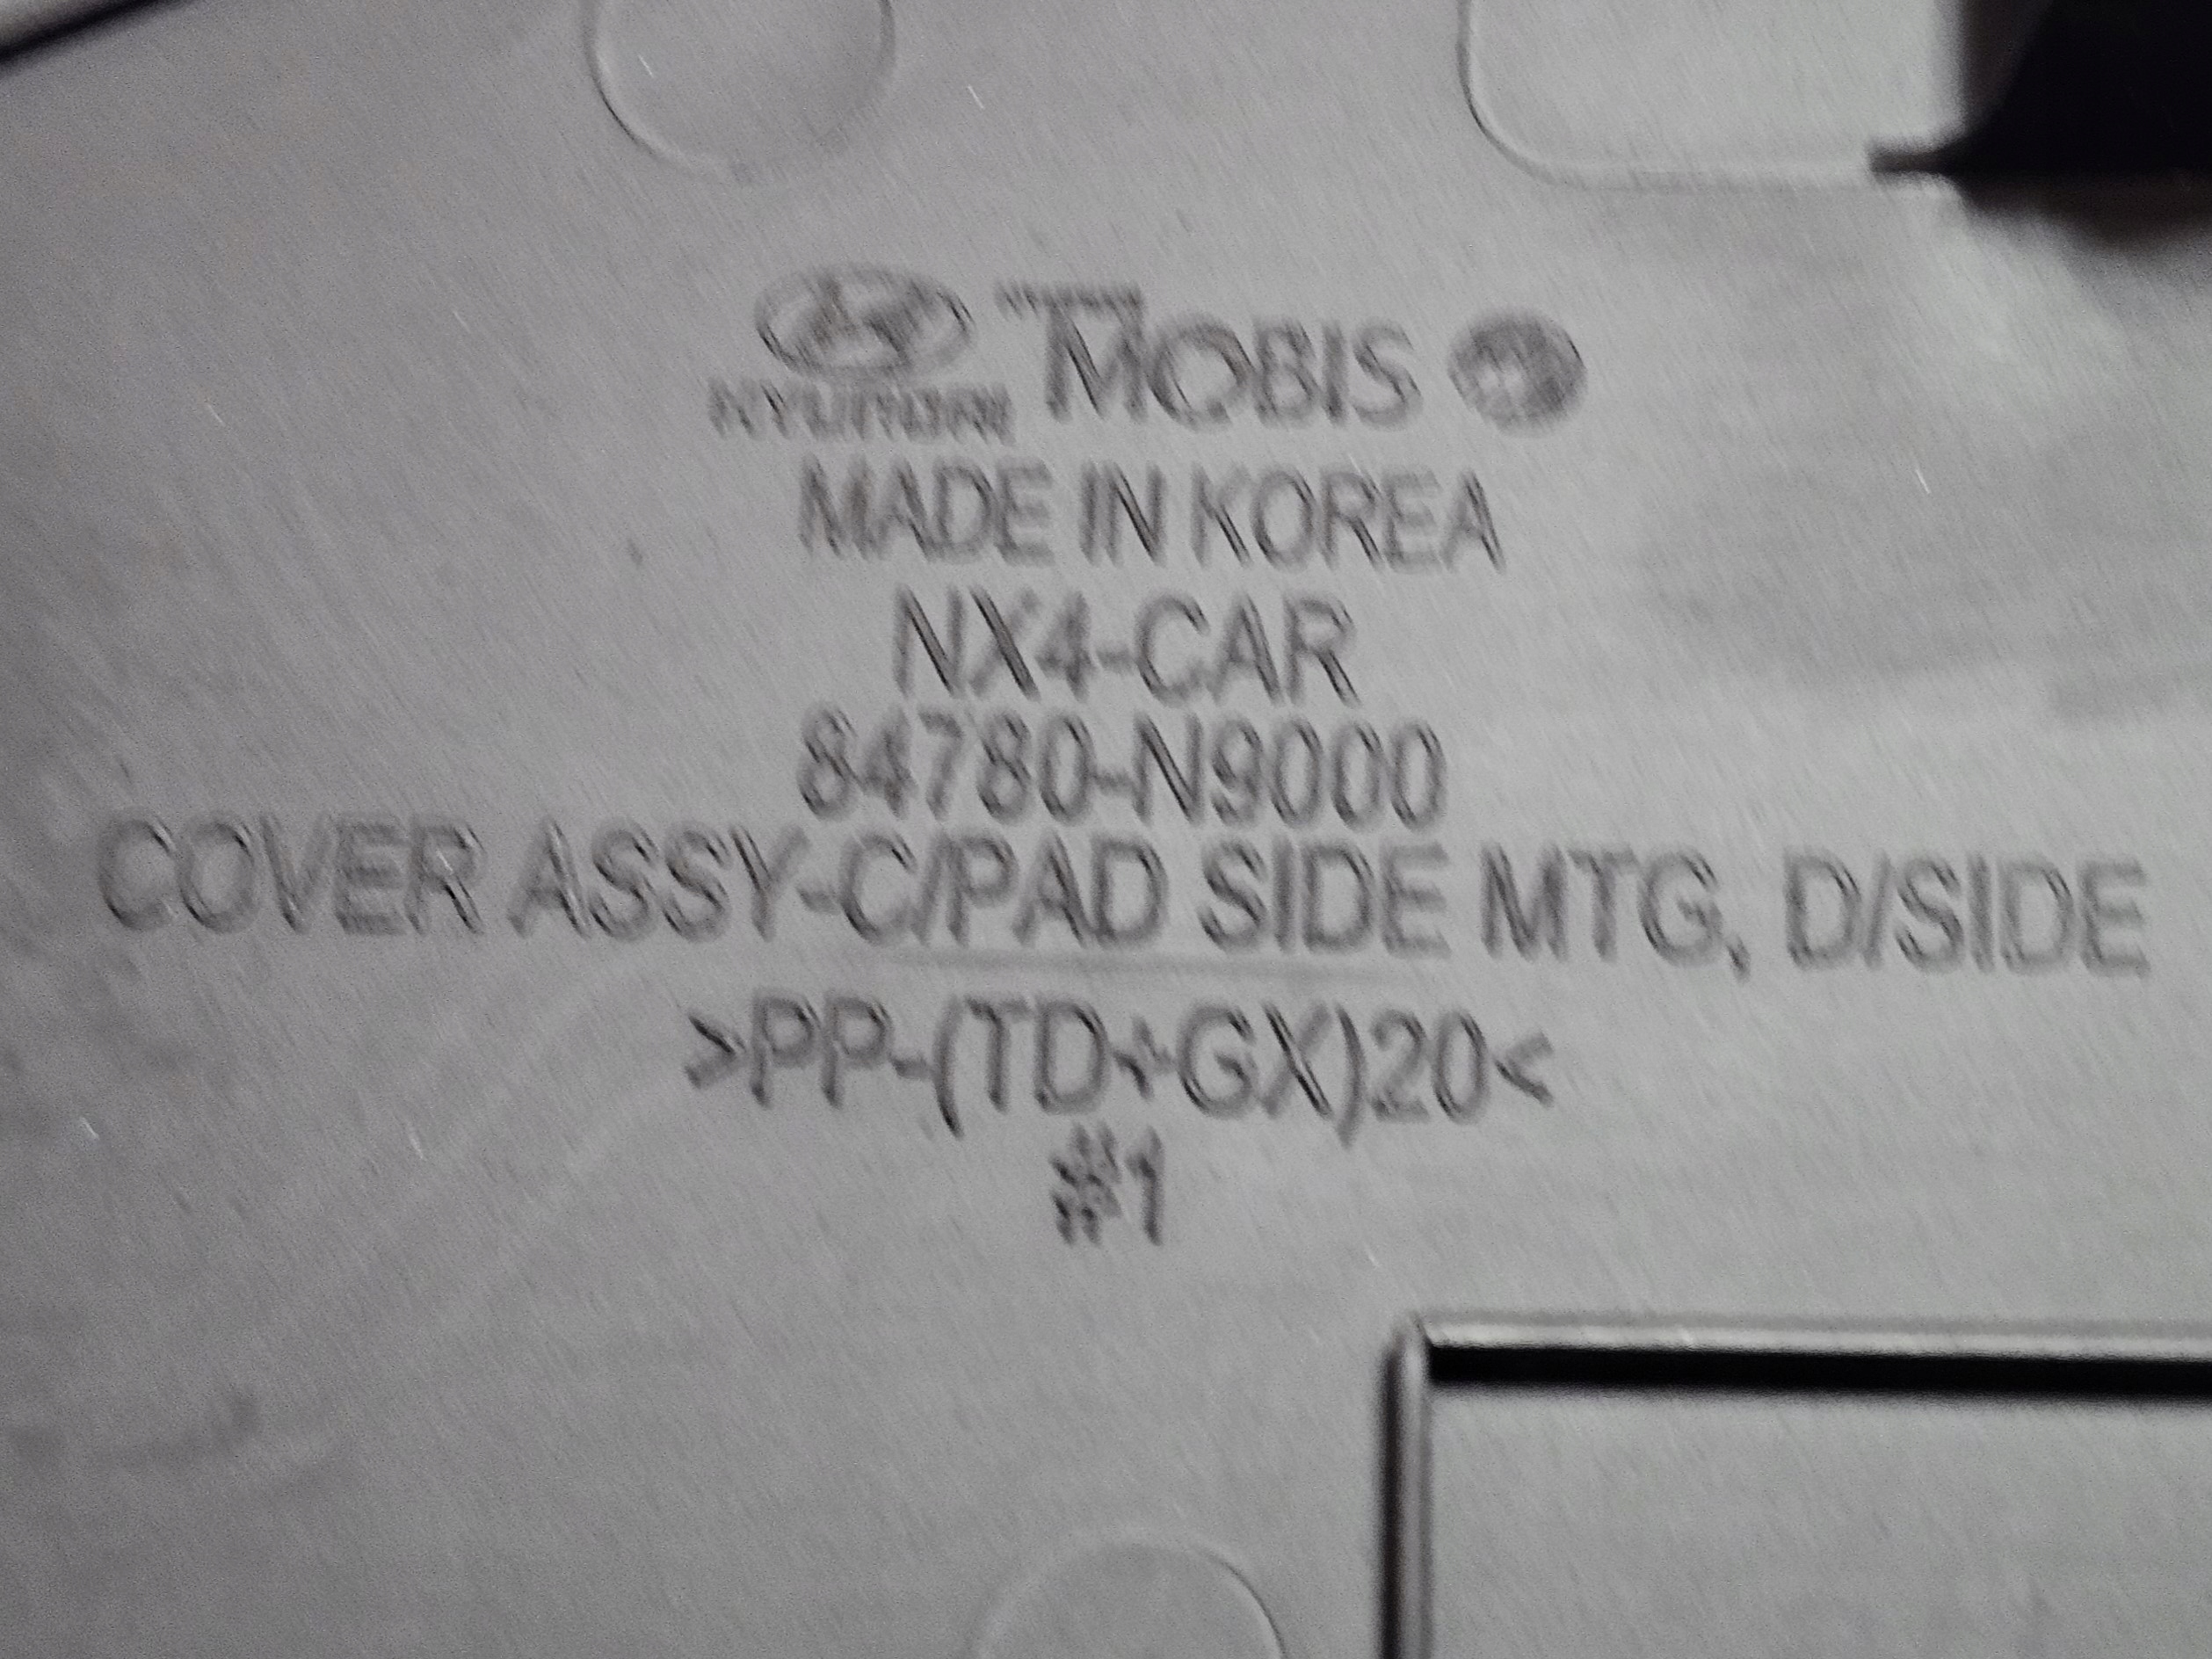 HYUNDAI MOBIS
MADE IN KOREA
NX4-CAR
84780-N9000
COVER ASSY-C/PAD SIDE MTG, D/SIDE
>PP-(TD+GX)20<
#1